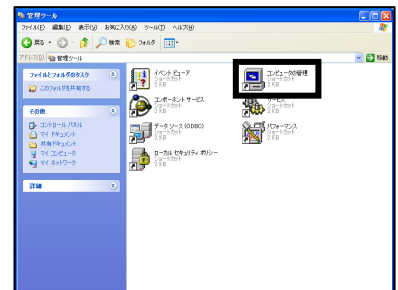 管理ツール
ファイル(F) 編集(E) 表示(V) お気に入り(A) ツール(T) ヘルプ(H)
戻る 検索 フォルダ
アドレス(D) 管理ツール 移動
ファイルとフォルダのタスク
このフォルダを共有する
その他
コントロール パネル
マイ ドキュメント
共有ドキュメント
マイ コンピュータ
マイ ネットワーク
詳細
イベント ビューア
ショートカット
2 KB
コンピュータの管理
ショートカット
2 KB
コンポーネント サービス
ショートカット
2 KB
サービス
ショートカット
2 KB
データ ソース (ODBC)
ショートカット
2 KB
パフォーマンス
ショートカット
2 KB
ローカル セキュリティ ポリシー
ショートカット
2 KB